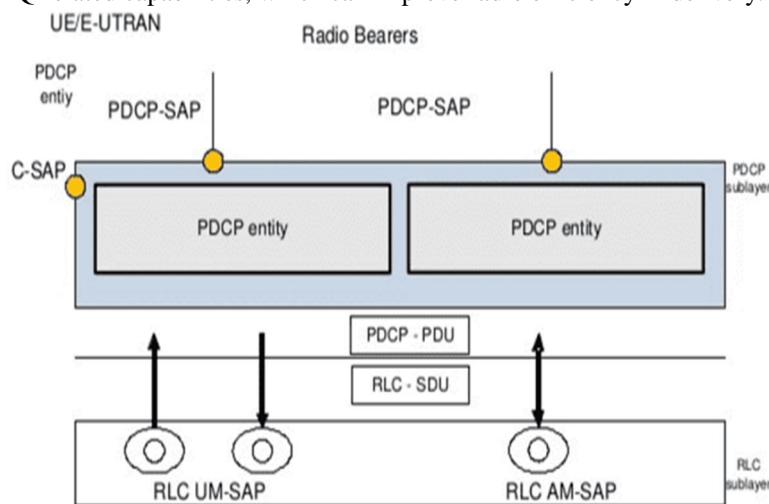 UE/E-UTRAN
Radio Bearers
PDCP
entiy
PDCP-SAP
PDCP-SAP
C-SAP
PDCP
sublayer
PDCP entity
PDCP entity
PDCP - PDU
RLC - SDU
RLC UM-SAP
RLC AM-SAP
RLC
sublayer